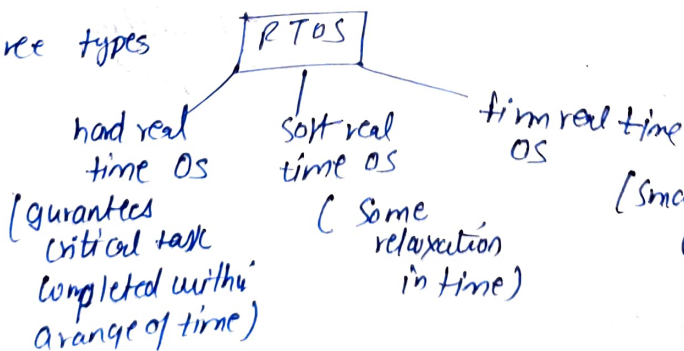 ree types
RTOS
hard real
time OS
(gurantees
critical task
completed within
a range of time)
soft real
time OS
( Some
relaxation
in time)
firm real time
OS